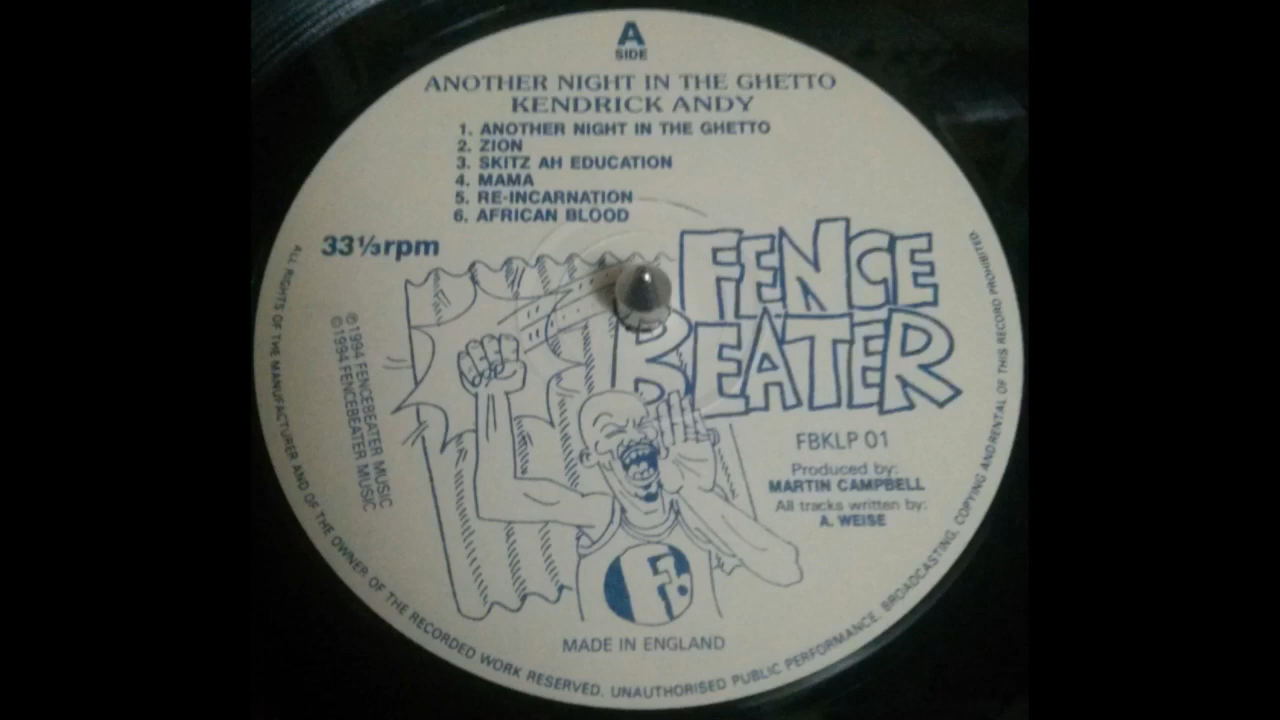 A
SIDE
ANOTHER NIGHT IN THE GHETTO
KENDRICK ANDY
1. ANOTHER NIGHT IN THE GHETTO
2. ZION
3. SKITZ AH EDUCATION
4. MAMA
5. RE-INCARNATION
6. AFRICAN BLOOD
33⅓rpm
FENCE
BEATER
℗1994 FENCEBEATER MUSIC
©1994 FENCEBEATER MUSIC
FBKLP 01
Produced by:
MARTIN CAMPBELL
All tracks written by:
A. WEISE
F.
MADE IN ENGLAND
ALL RIGHTS OF THE MANUFACTURER AND OF THE OWNER OF THE RECORDED WORK RESERVED. UNAUTHORISED PUBLIC PERFORMANCE. BROADCASTING. COPYING AND RENTAL OF THIS RECORD PROHIBITED.